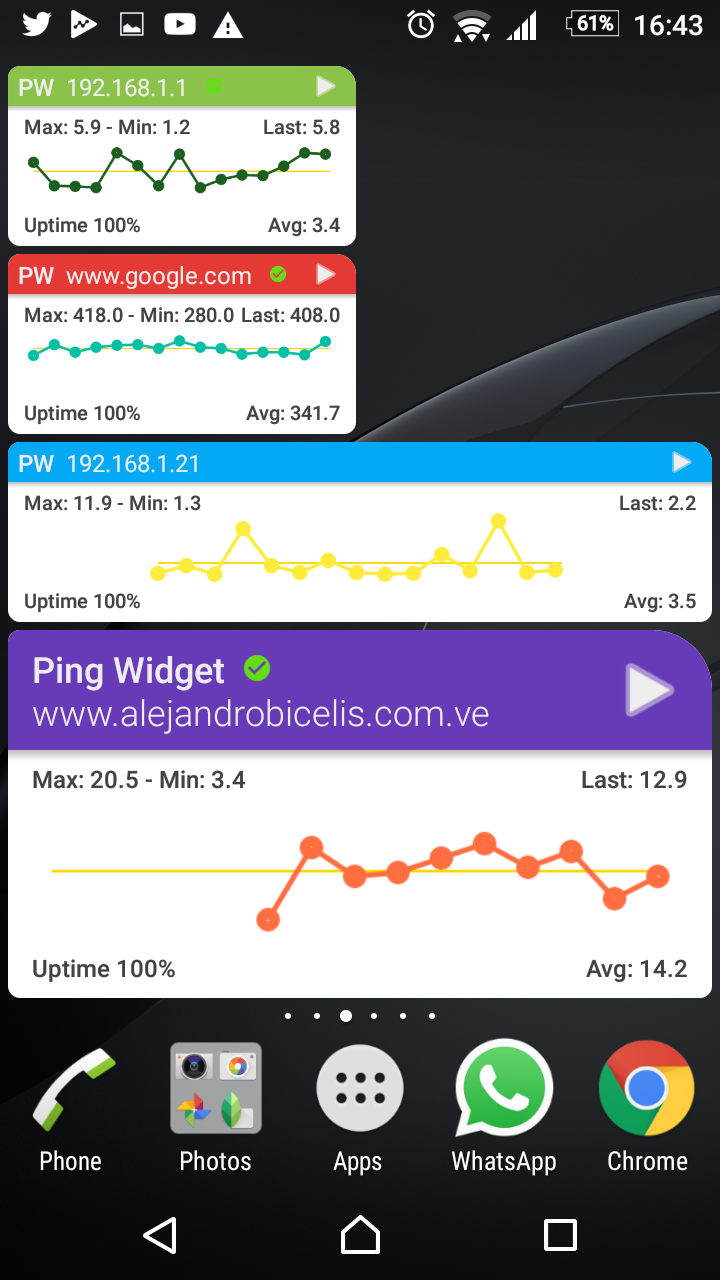 61% 16:43
PW 192.168.1.1
Max: 5.9 - Min: 1.2 Last: 5.8
Uptime 100% Avg: 3.4
PW www.google.com
Max: 418.0 - Min: 280.0 Last: 408.0
Uptime 100% Avg: 341.7
PW 192.168.1.21
Max: 11.9 - Min: 1.3 Last: 2.2
Uptime 100% Avg: 3.5
Ping Widget
www.alejandrobicelis.com.ve
Max: 20.5 - Min: 3.4 Last: 12.9
Uptime 100% Avg: 14.2
Phone Photos Apps WhatsApp Chrome